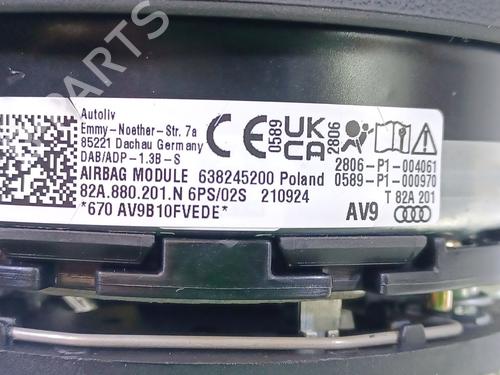 Autoliv
Emmy-Noether-Str. 7a
85221 Dachau Germany
DAB/ADP-1.3B-S
AIRBAG MODULE 638245200 Poland
82A.880.201.N 6PS/02S 210924
*670 AV9B10FVEDE*
CE 0589
UK CA 2806
2806-P1-004061
0589-P1-000970
T 82A 201
AV9
PARTS